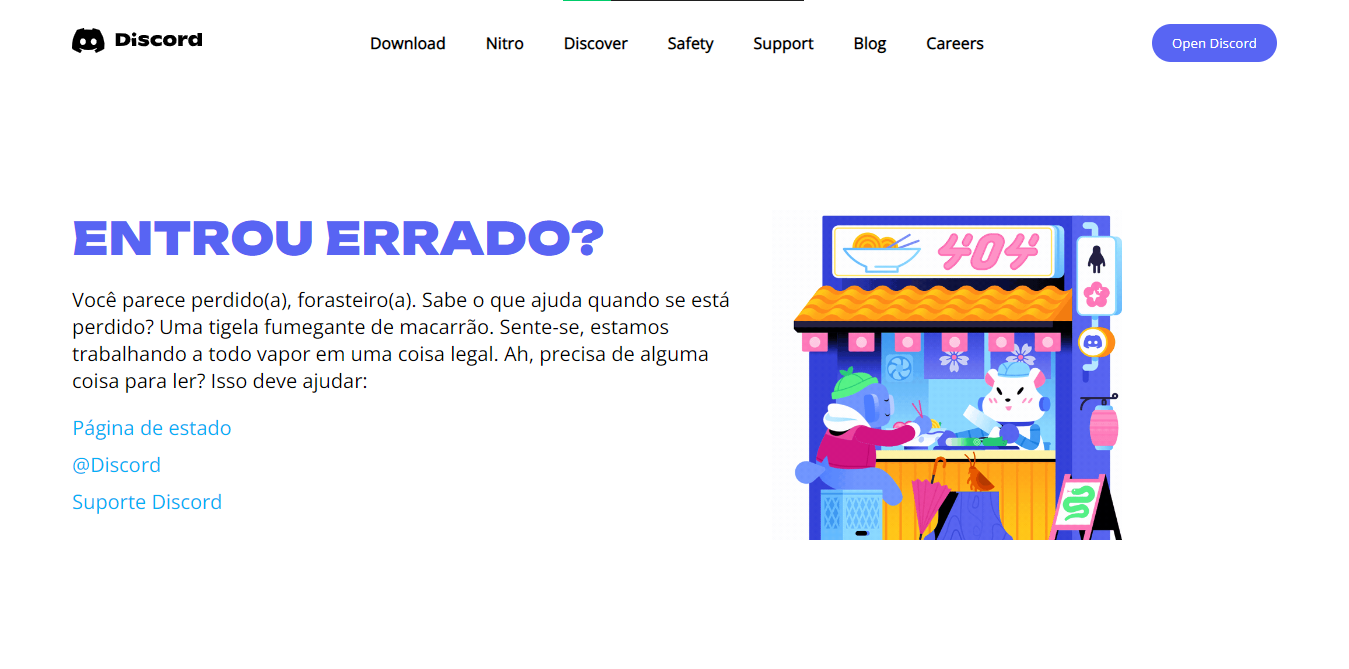 Discord
Download Nitro Discover Safety Support Blog Careers
Open Discord
ENTROU ERRADO?
Você parece perdido(a), forasteiro(a). Sabe o que ajuda quando se está
perdido? Uma tigela fumegante de macarrão. Sente-se, estamos
trabalhando a todo vapor em uma coisa legal. Ah, precisa de alguma
coisa para ler? Isso deve ajudar:
Página de estado
@Discord
Suporte Discord
404